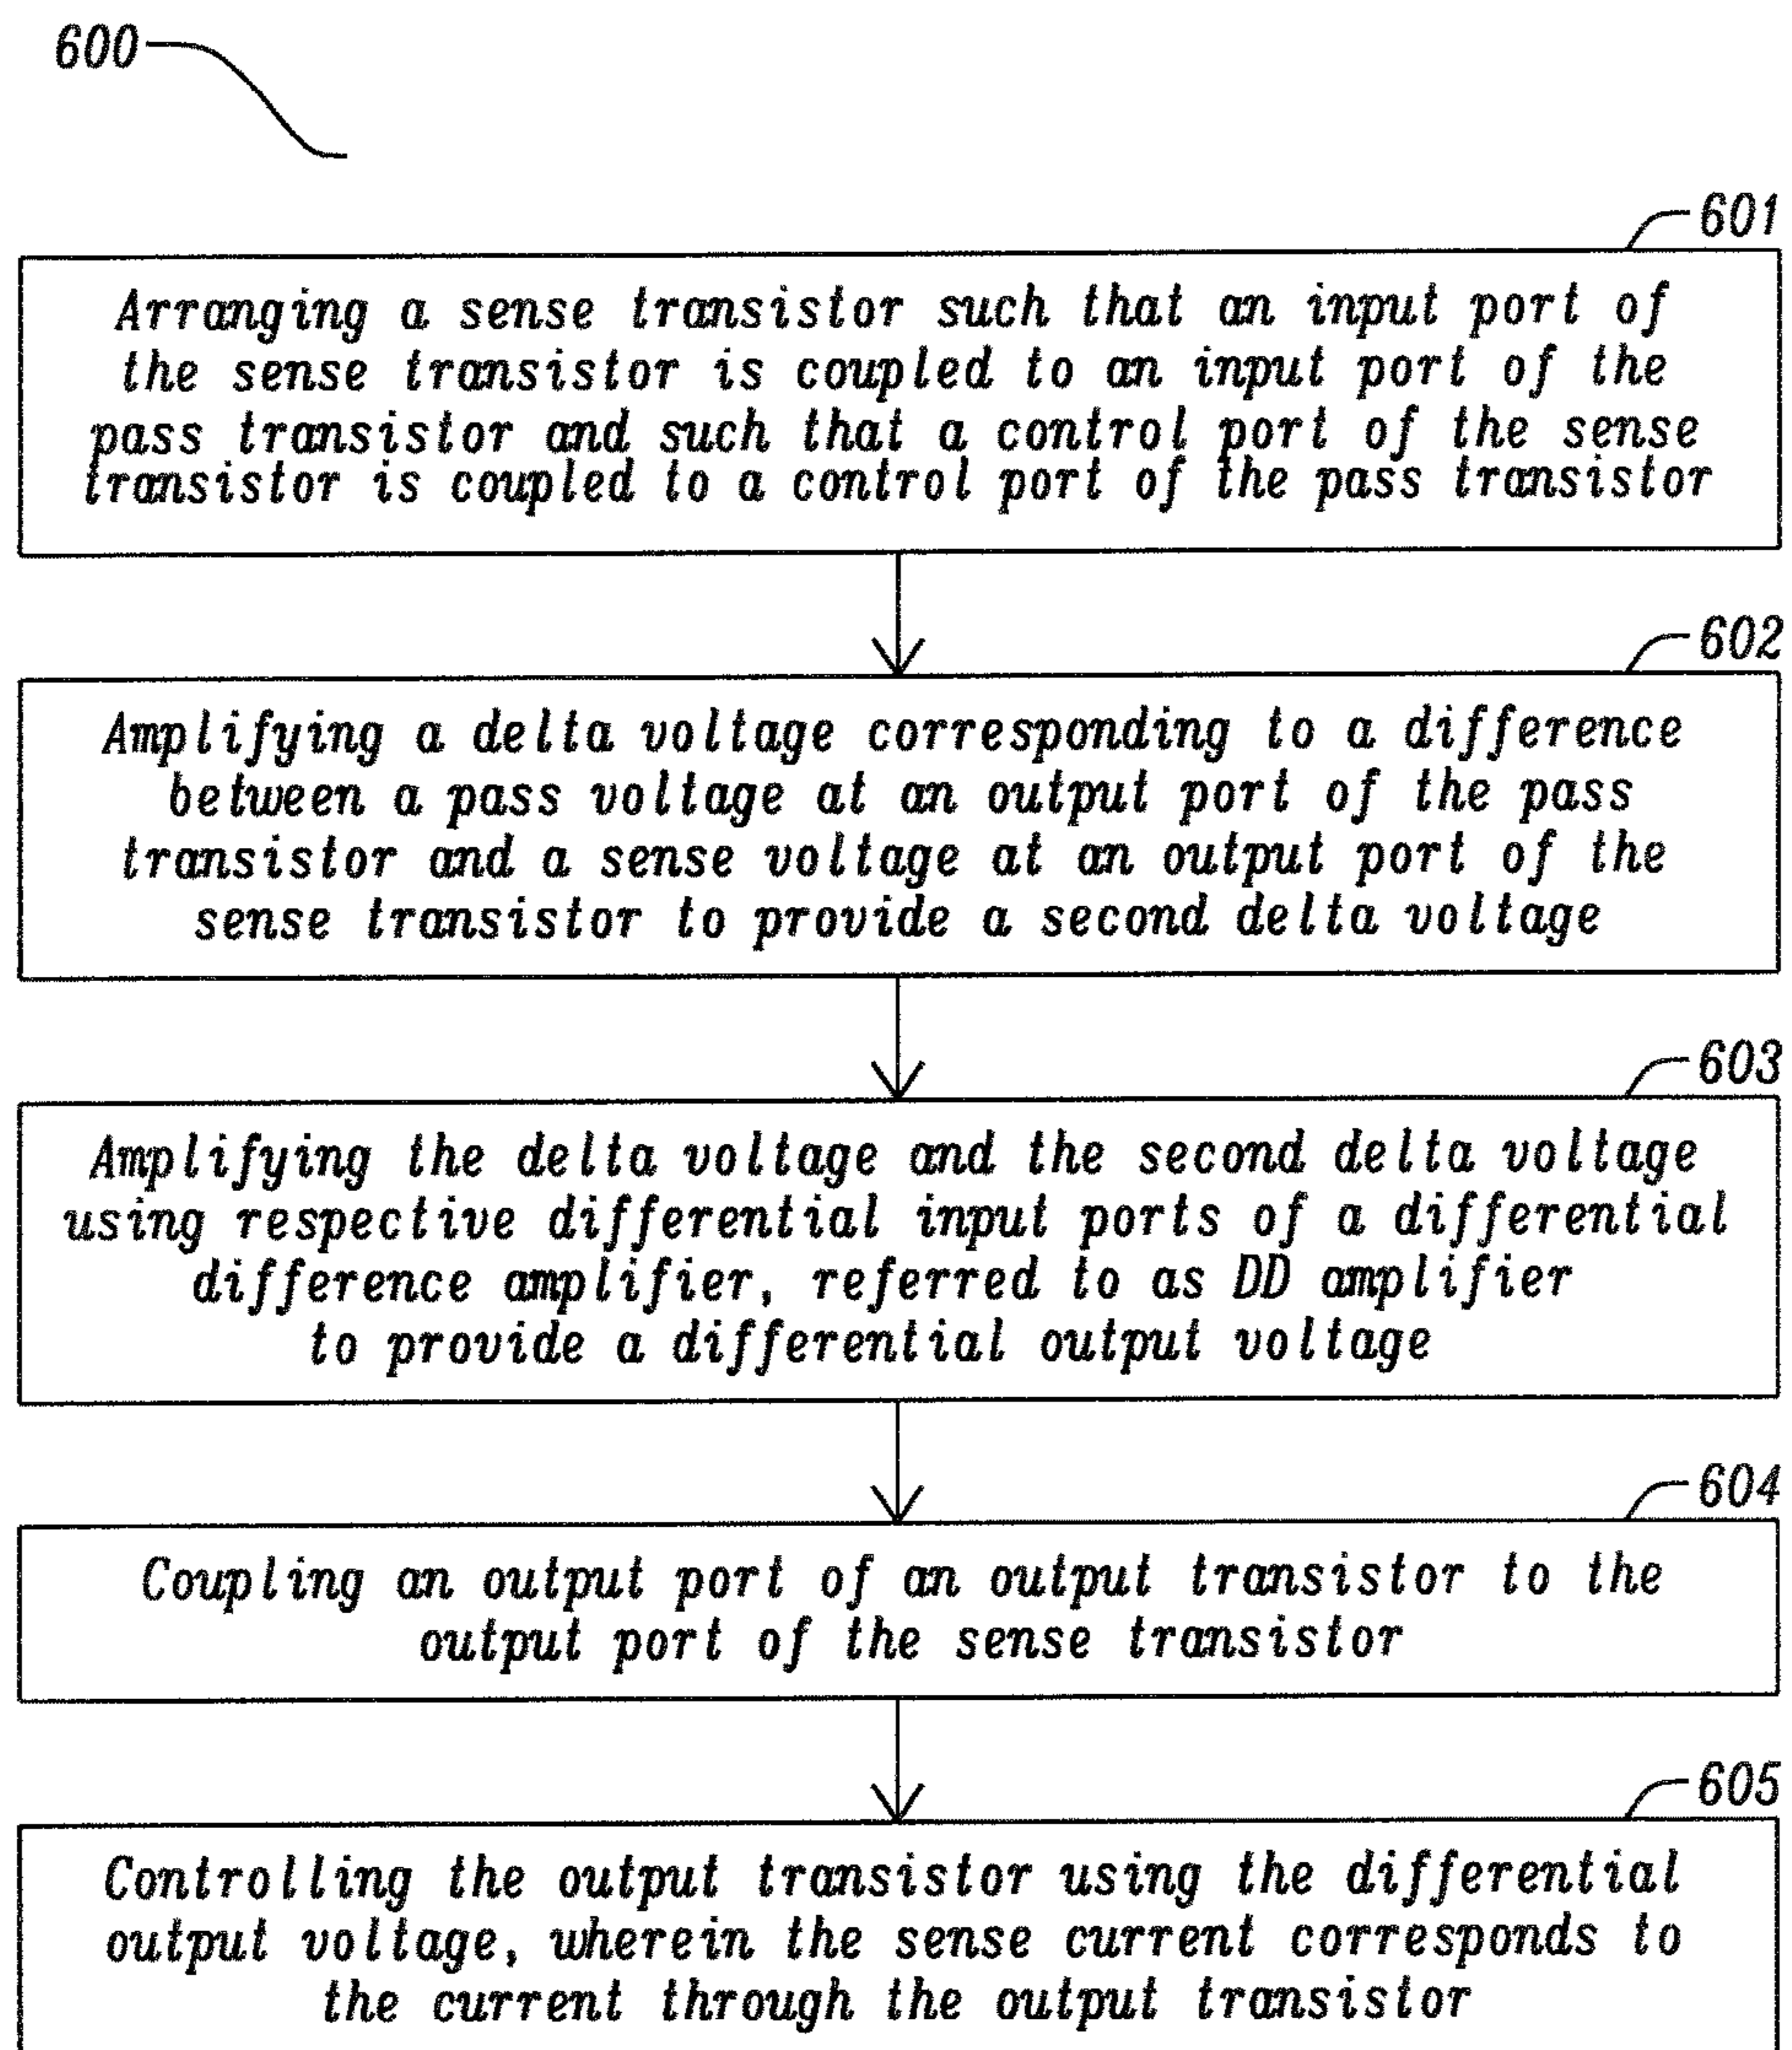 600
601
Arranging a sense transistor such that an input port of
the sense transistor is coupled to an input port of the
pass transistor and such that a control port of the sense
transistor is coupled to a control port of the pass transistor
602
Amplifying a delta voltage corresponding to a difference
between a pass voltage at an output port of the pass
transistor and a sense voltage at an output port of the
sense transistor to provide a second delta voltage
603
Amplifying the delta voltage and the second delta voltage
using respective differential input ports of a differential
difference amplifier, referred to as DD amplifier
to provide a differential output voltage
604
Coupling an output port of an output transistor to the
output port of the sense transistor
605
Controlling the output transistor using the differential
output voltage, wherein the sense current corresponds to
the current through the output transistor